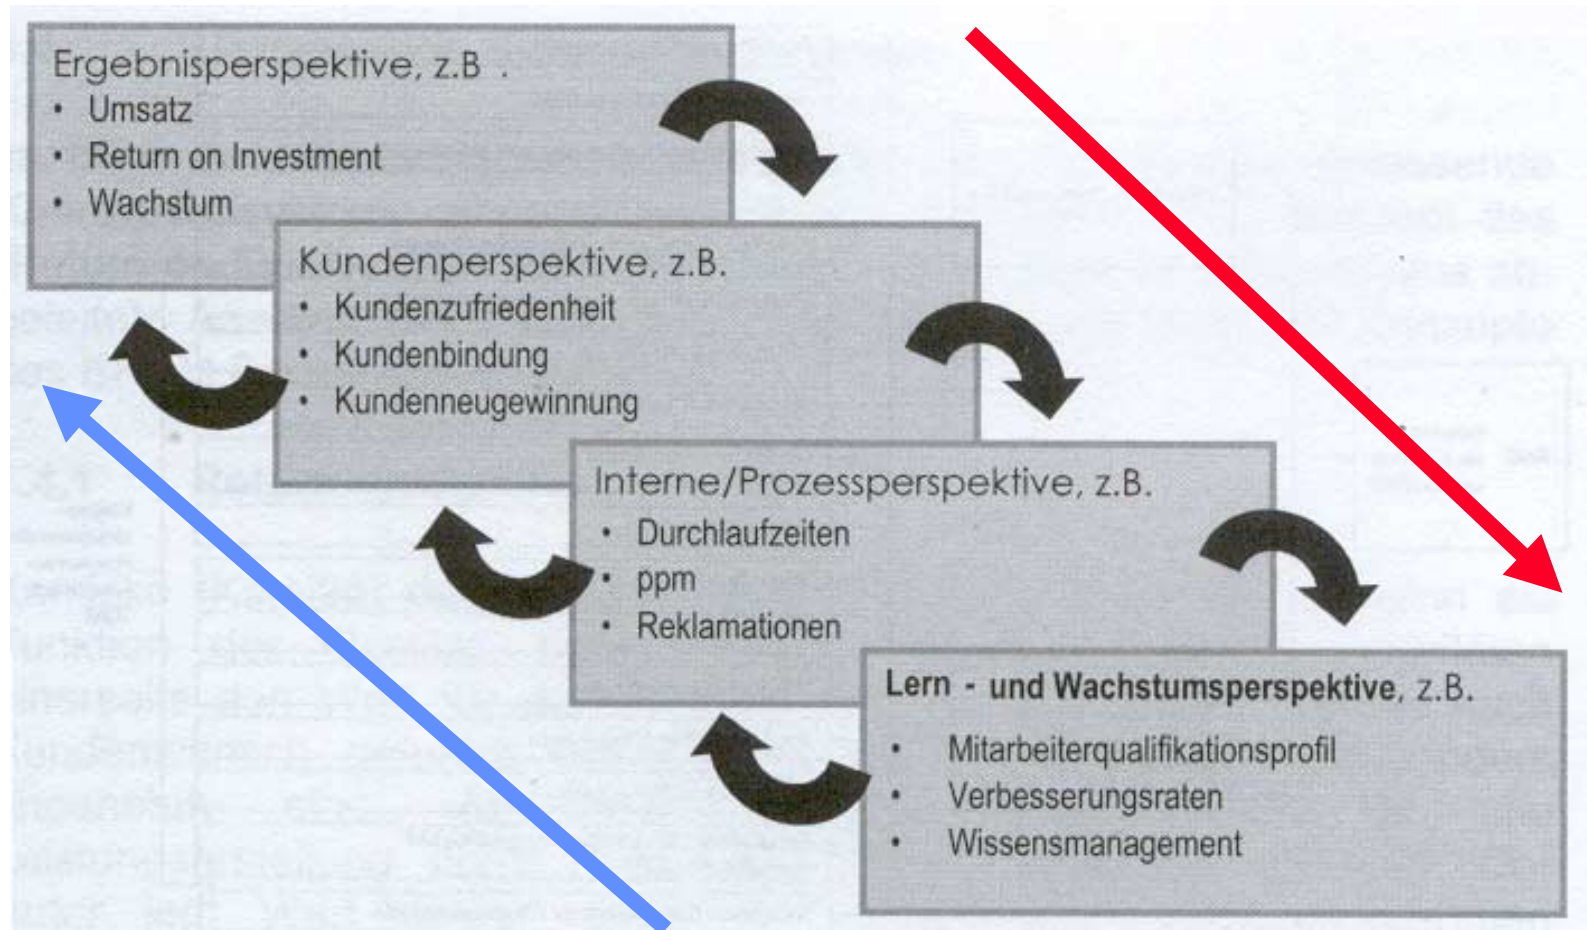 Ergebnisperspektive, z.B .
• Umsatz
• Return on Investment
• Wachstum
Kundenperspektive, z.B.
• Kundenzufriedenheit
• Kundenbindung
• Kundenneugewinnung
Interne/Prozessperspektive, z.B.
• Durchlaufzeiten
• ppm
• Reklamationen
Lern - und Wachstumsperspektive, z.B.
• Mitarbeiterqualifikationsprofil
• Verbesserungsraten
• Wissensmanagement